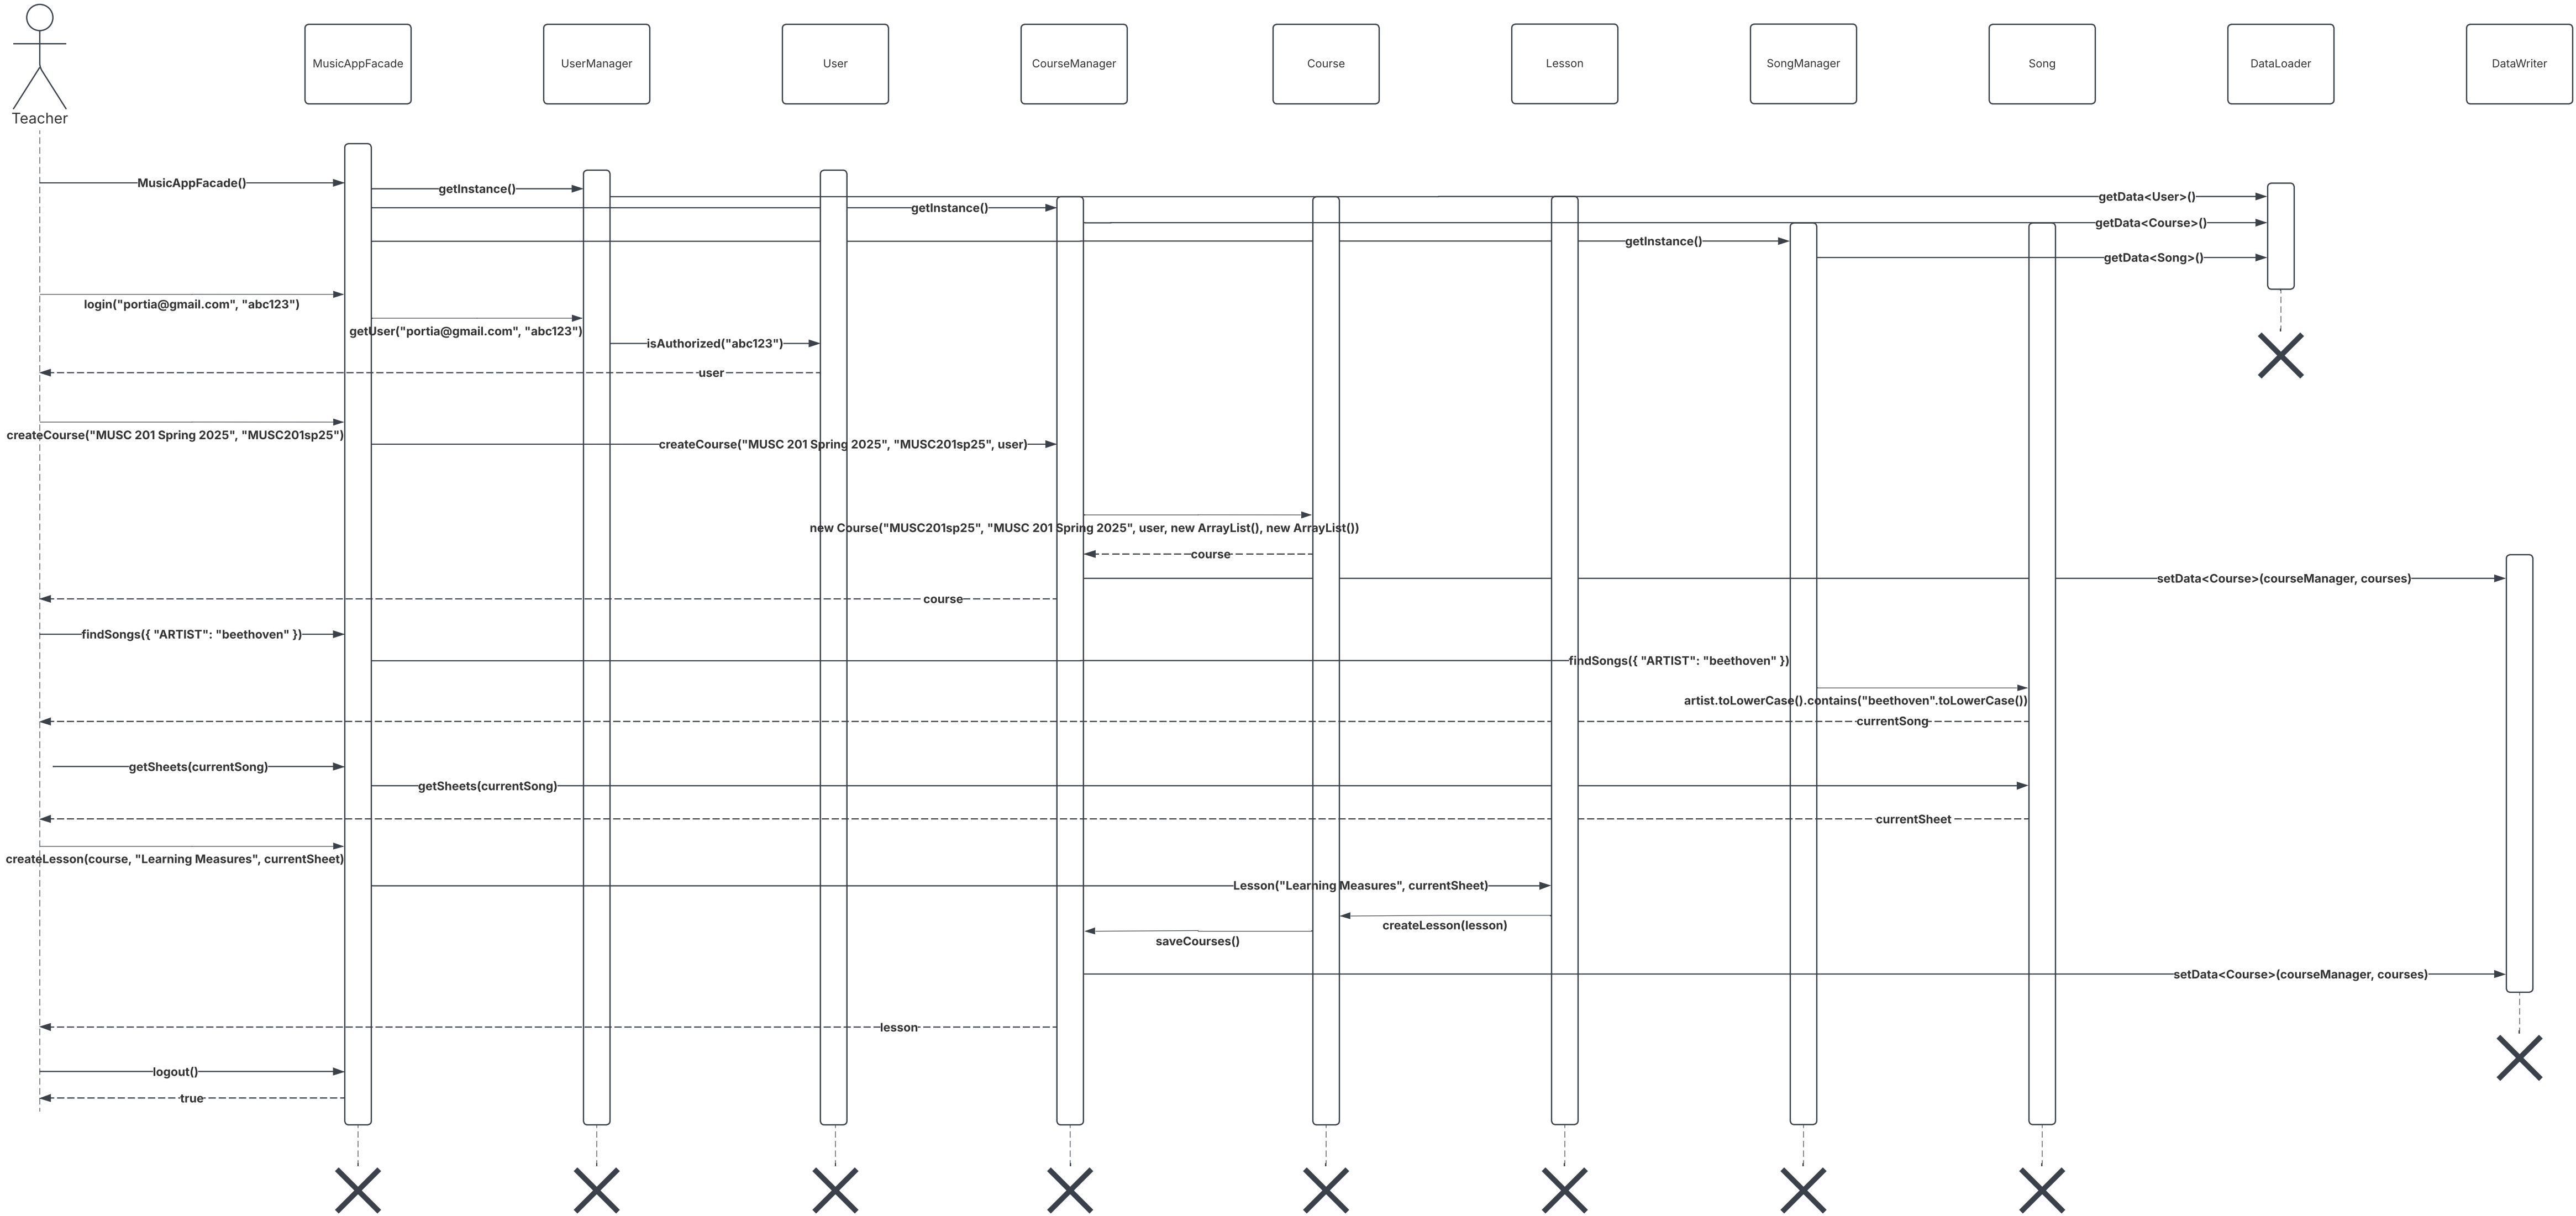 Teacher
MusicAppFacade
UserManager
User
CourseManager
Course
Lesson
SongManager
Song
DataLoader
DataWriter
MusicAppFacade()
getInstance()
getData<User>()
getInstance()
getData<Course>()
getInstance()
getData<Song>()
login("portia@gmail.com", "abc123")
getUser("portia@gmail.com", "abc123")
isAuthorized("abc123")
user
createCourse("MUSC 201 Spring 2025", "MUSC201sp25")
createCourse("MUSC 201 Spring 2025", "MUSC201sp25", user)
new Course("MUSC201sp25", "MUSC 201 Spring 2025", user, new ArrayList(), new ArrayList())
course
setData<Course>(courseManager, courses)
course
findSongs({ "ARTIST": "beethoven" })
findSongs({ "ARTIST": "beethoven" })
artist.toLowerCase().contains("beethoven".toLowerCase())
currentSong
getSheets(currentSong)
getSheets(currentSong)
currentSheet
createLesson(course, "Learning Measures", currentSheet)
Lesson("Learning Measures", currentSheet)
createLesson(lesson)
saveCourses()
setData<Course>(courseManager, courses)
lesson
logout()
true